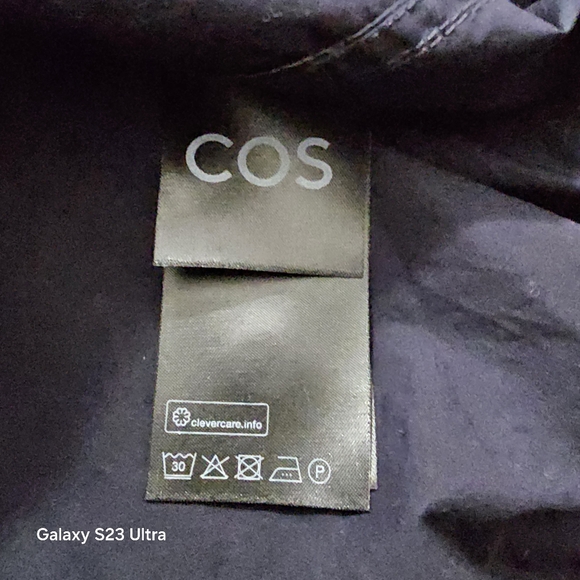 COS
clevercare.info
30
P
Galaxy S23 Ultra